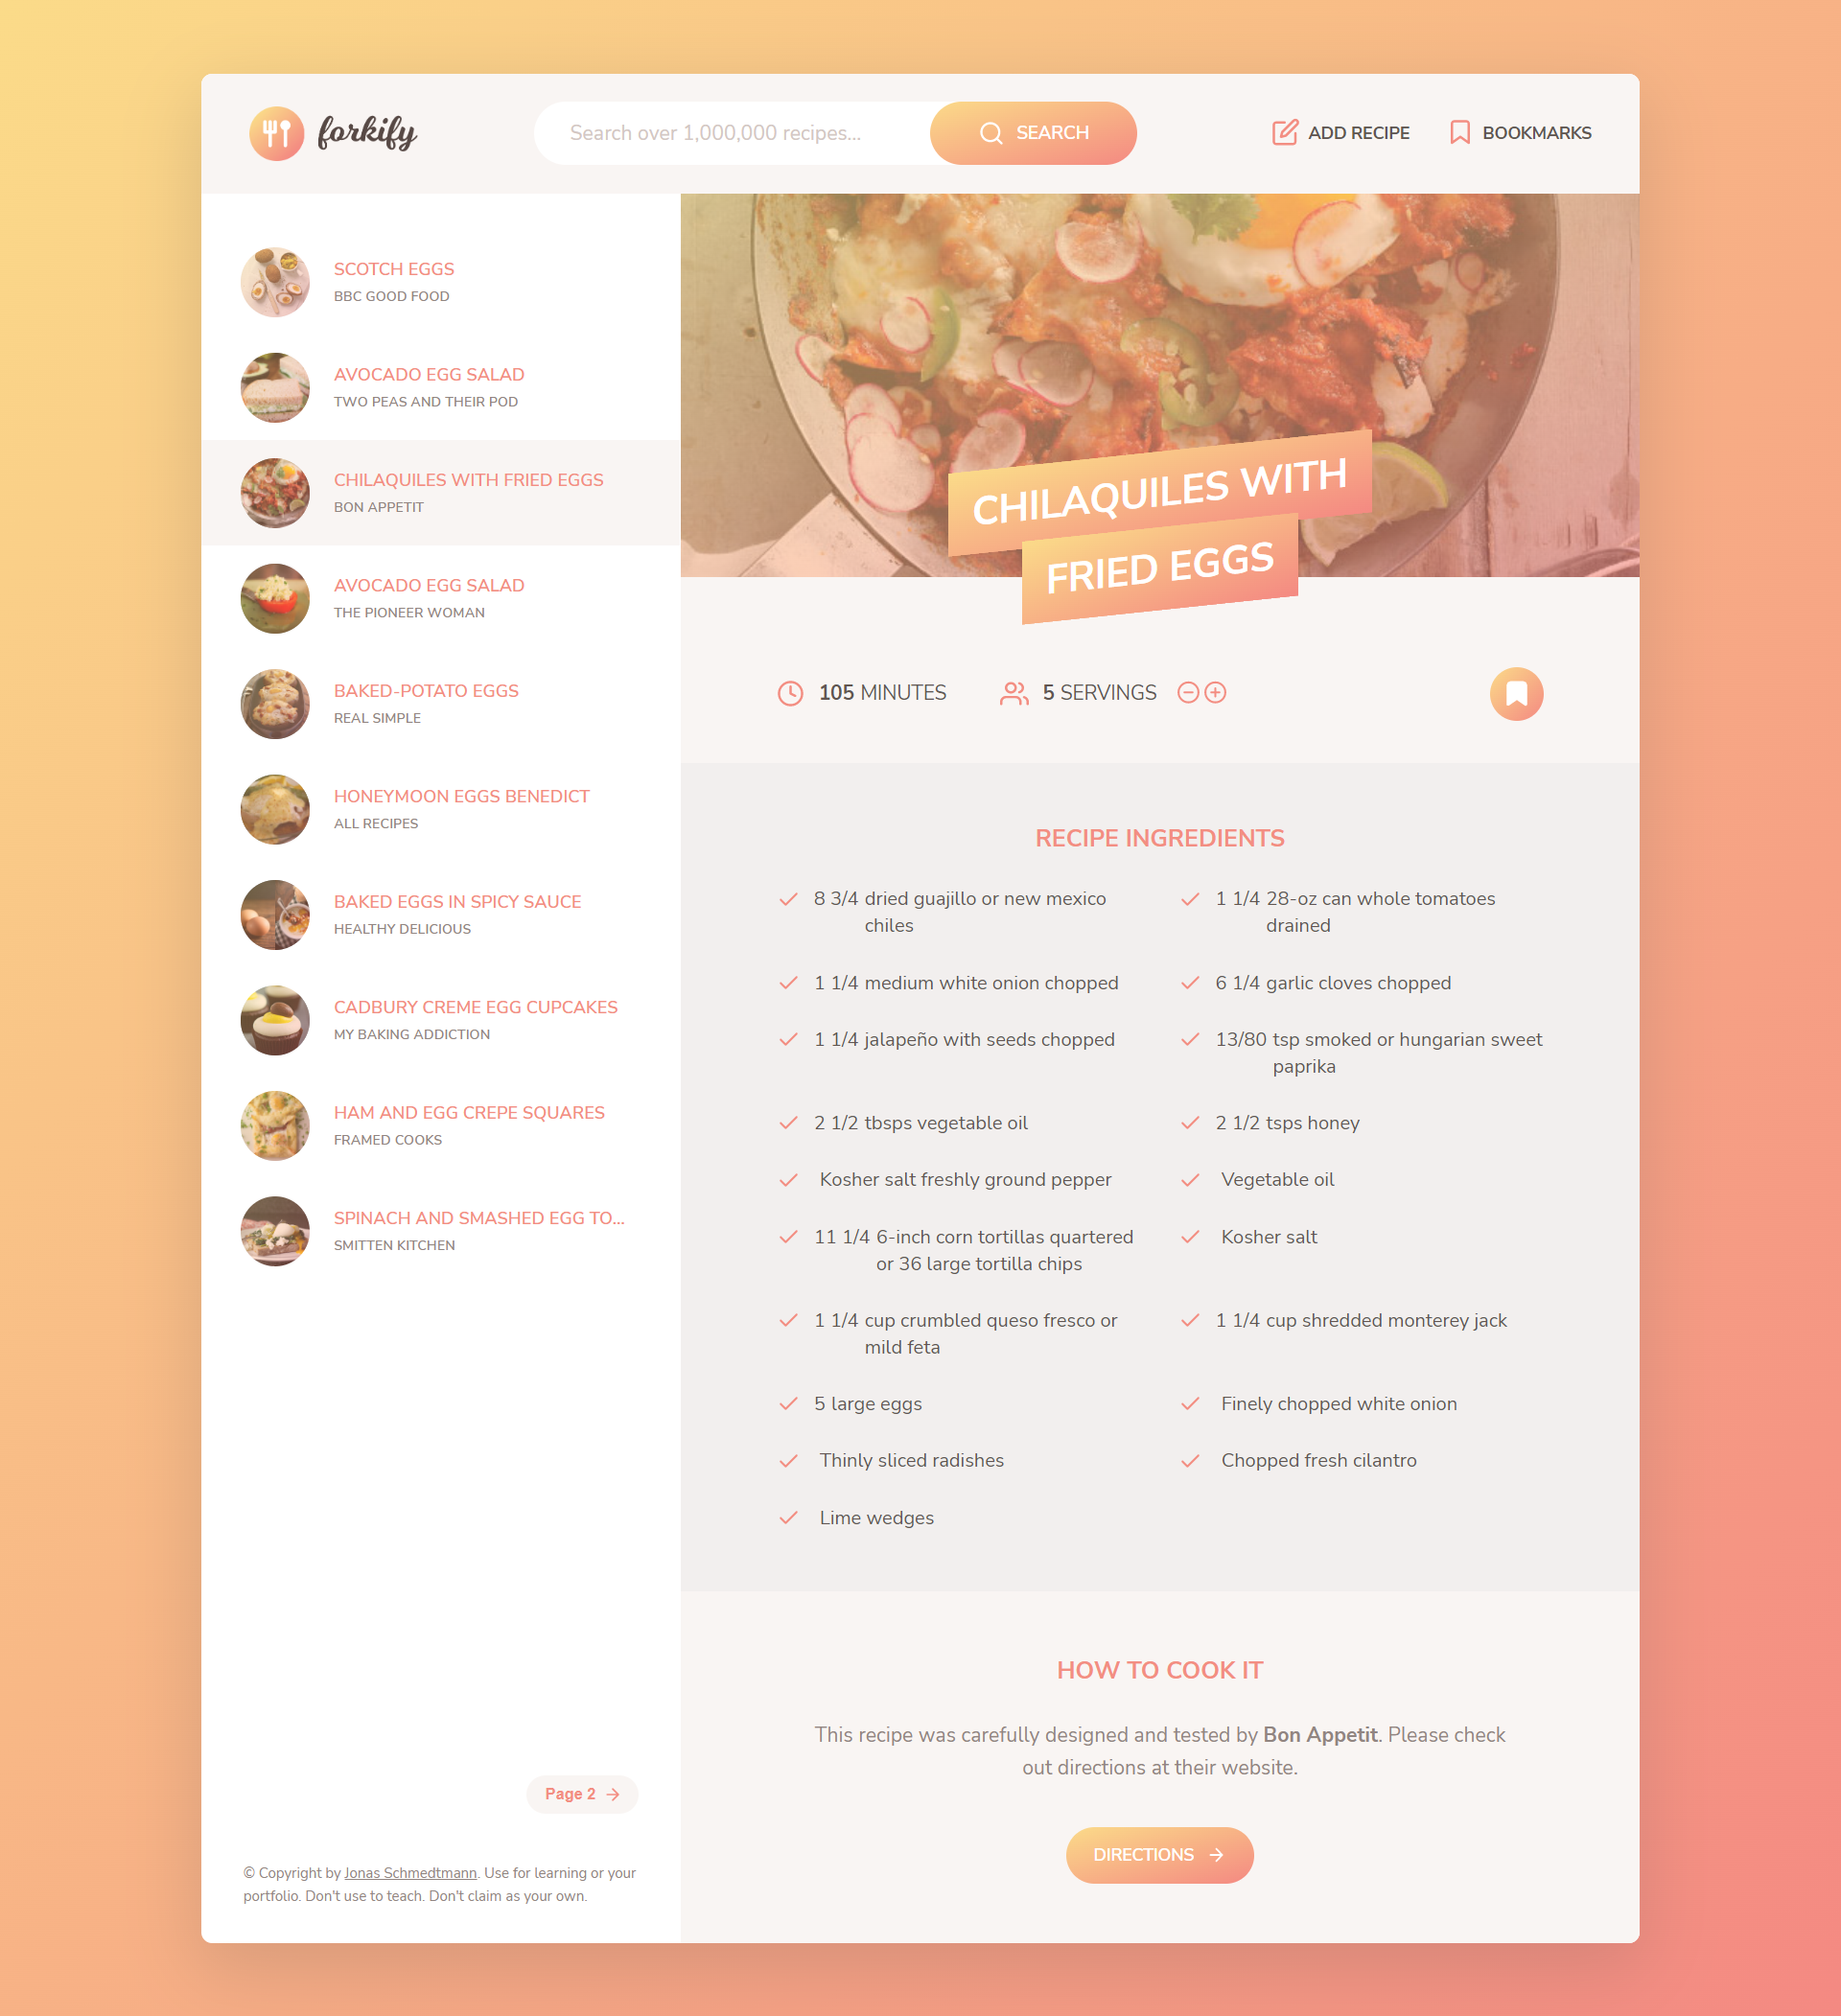 forkify
Search over 1,000,000 recipes...
SEARCH
ADD RECIPE
BOOKMARKS
SCOTCH EGGS
BBC GOOD FOOD
AVOCADO EGG SALAD
TWO PEAS AND THEIR POD
CHILAQUILES WITH FRIED EGGS
BON APPETIT
AVOCADO EGG SALAD
THE PIONEER WOMAN
BAKED-POTATO EGGS
REAL SIMPLE
HONEYMOON EGGS BENEDICT
ALL RECIPES
BAKED EGGS IN SPICY SAUCE
HEALTHY DELICIOUS
CADBURY CREME EGG CUPCAKES
MY BAKING ADDICTION
HAM AND EGG CREPE SQUARES
FRAMED COOKS
SPINACH AND SMASHED EGG TO...
SMITTEN KITCHEN
Page 2
© Copyright by Jonas Schmedtmann. Use for learning or your
portfolio. Don't use to teach. Don't claim as your own.
CHILAQUILES WITH
FRIED EGGS
105 MINUTES
5 SERVINGS
RECIPE INGREDIENTS
8 3/4 dried guajillo or new mexico
chiles
1 1/4 28-oz can whole tomatoes
drained
1 1/4 medium white onion chopped
6 1/4 garlic cloves chopped
1 1/4 jalapeño with seeds chopped
13/80 tsp smoked or hungarian sweet
paprika
2 1/2 tbsps vegetable oil
2 1/2 tsps honey
Kosher salt freshly ground pepper
Vegetable oil
11 1/4 6-inch corn tortillas quartered
or 36 large tortilla chips
Kosher salt
1 1/4 cup crumbled queso fresco or
mild feta
1 1/4 cup shredded monterey jack
5 large eggs
Finely chopped white onion
Thinly sliced radishes
Chopped fresh cilantro
Lime wedges
HOW TO COOK IT
This recipe was carefully designed and tested by Bon Appetit. Please check
out directions at their website.
DIRECTIONS